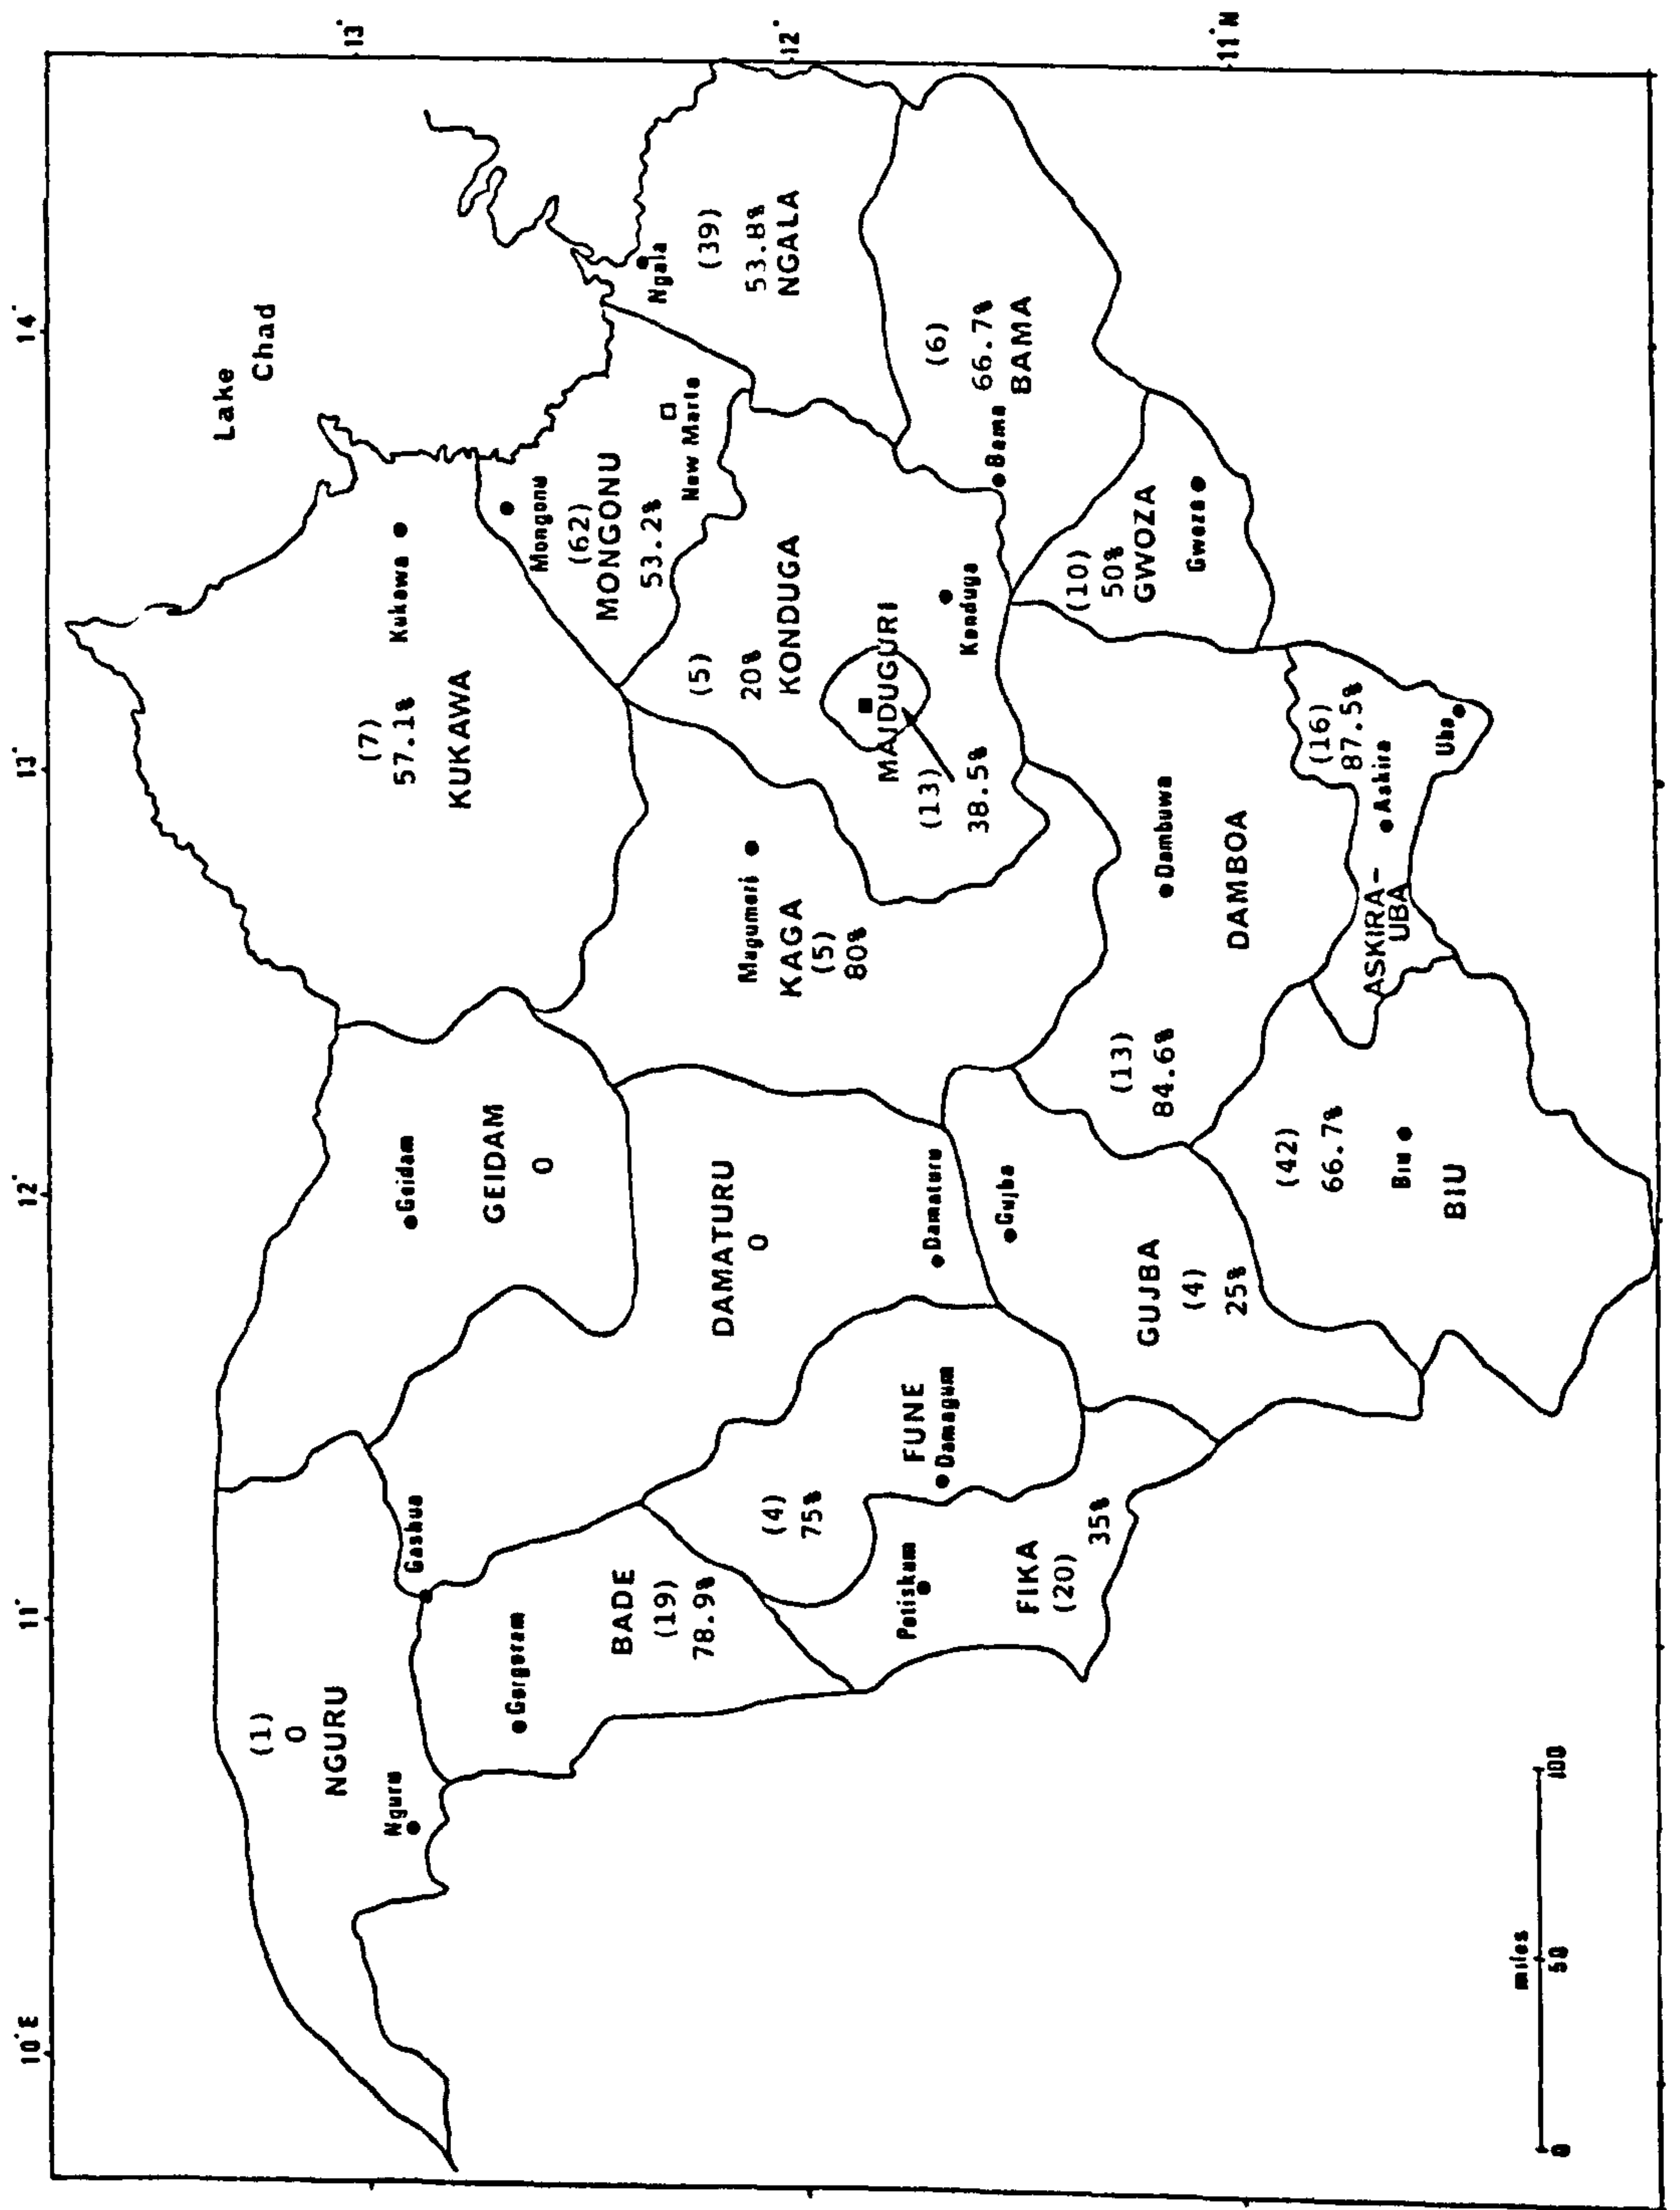 10°E
11°
12°
13°
14°
13°
12°
11°N
Lake
Chad
(1)
0
NGURU
Nguru
Gashua
Gorgoram
BADE
(19)
78.9%
Geidam
GEIDAM
0
(7)
57.1%
KUKAWA
Kukawa
Mongonu
(62)
MONGONU
53.2%
New Marte
Ngala
(39)
53.8%
NGALA
DAMATURU
0
Damaturu
Magumeri
KAGA
(5)
80%
(5)
20%
KONDUGA
MAIDUGURI
(13)
38.5%
Konduga
(6)
66.7%
BAMA
Bama
(4)
75%
FUNE
Damagum
Potiskum
FIKA
(20)
35%
Gujba
GUJBA
(4)
25%
(13)
84.6%
Dambuwa
DAMBOA
(10)
50%
GWOZA
Gwoza
(16)
87.5%
Askira
Uba
ASKIRA-
UBA
(42)
66.7%
Biu
BIU
miles
0 50 100